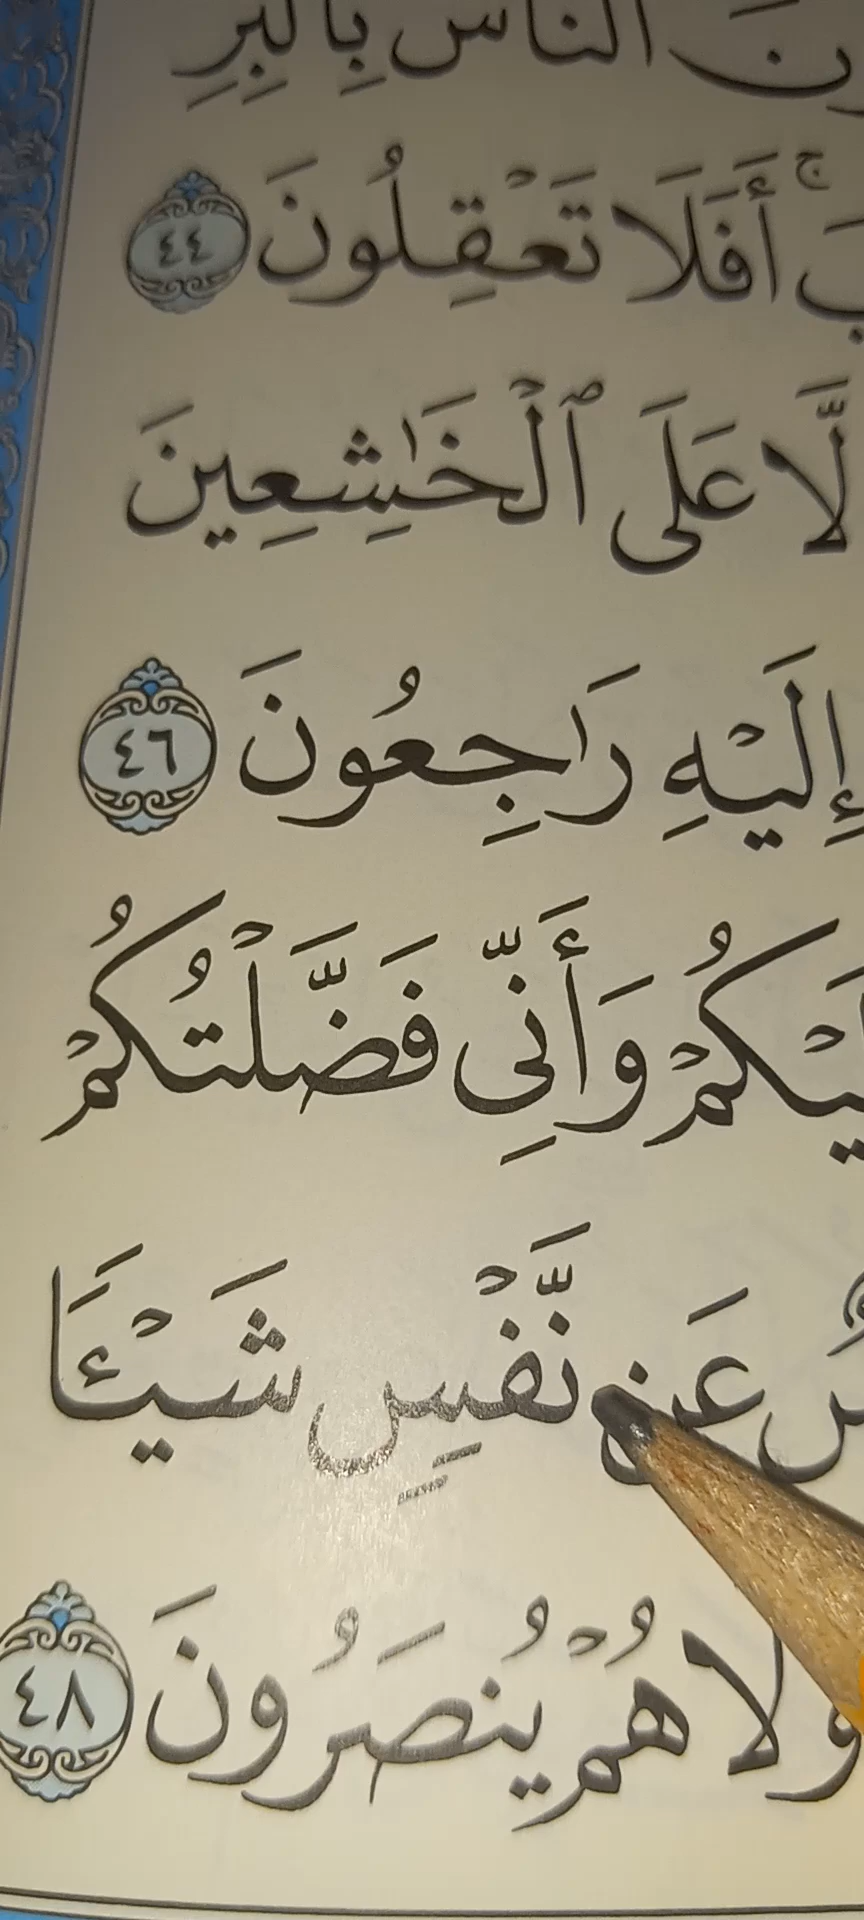 ٱلنَّاسَ بِٱلۡبِرِّ
أَفَلَا تَعۡقِلُونَ ٤٤
عَلَى ٱلۡخَٰشِعِينَ
إِلَيۡهِ رَٰجِعُونَ ٤٦
وَأَنِّي فَضَّلۡتُكُمۡ
عَن نَّفۡسٖ شَيۡـٔٗا
وَلَا هُمۡ يُنصَرُونَ ٤٨